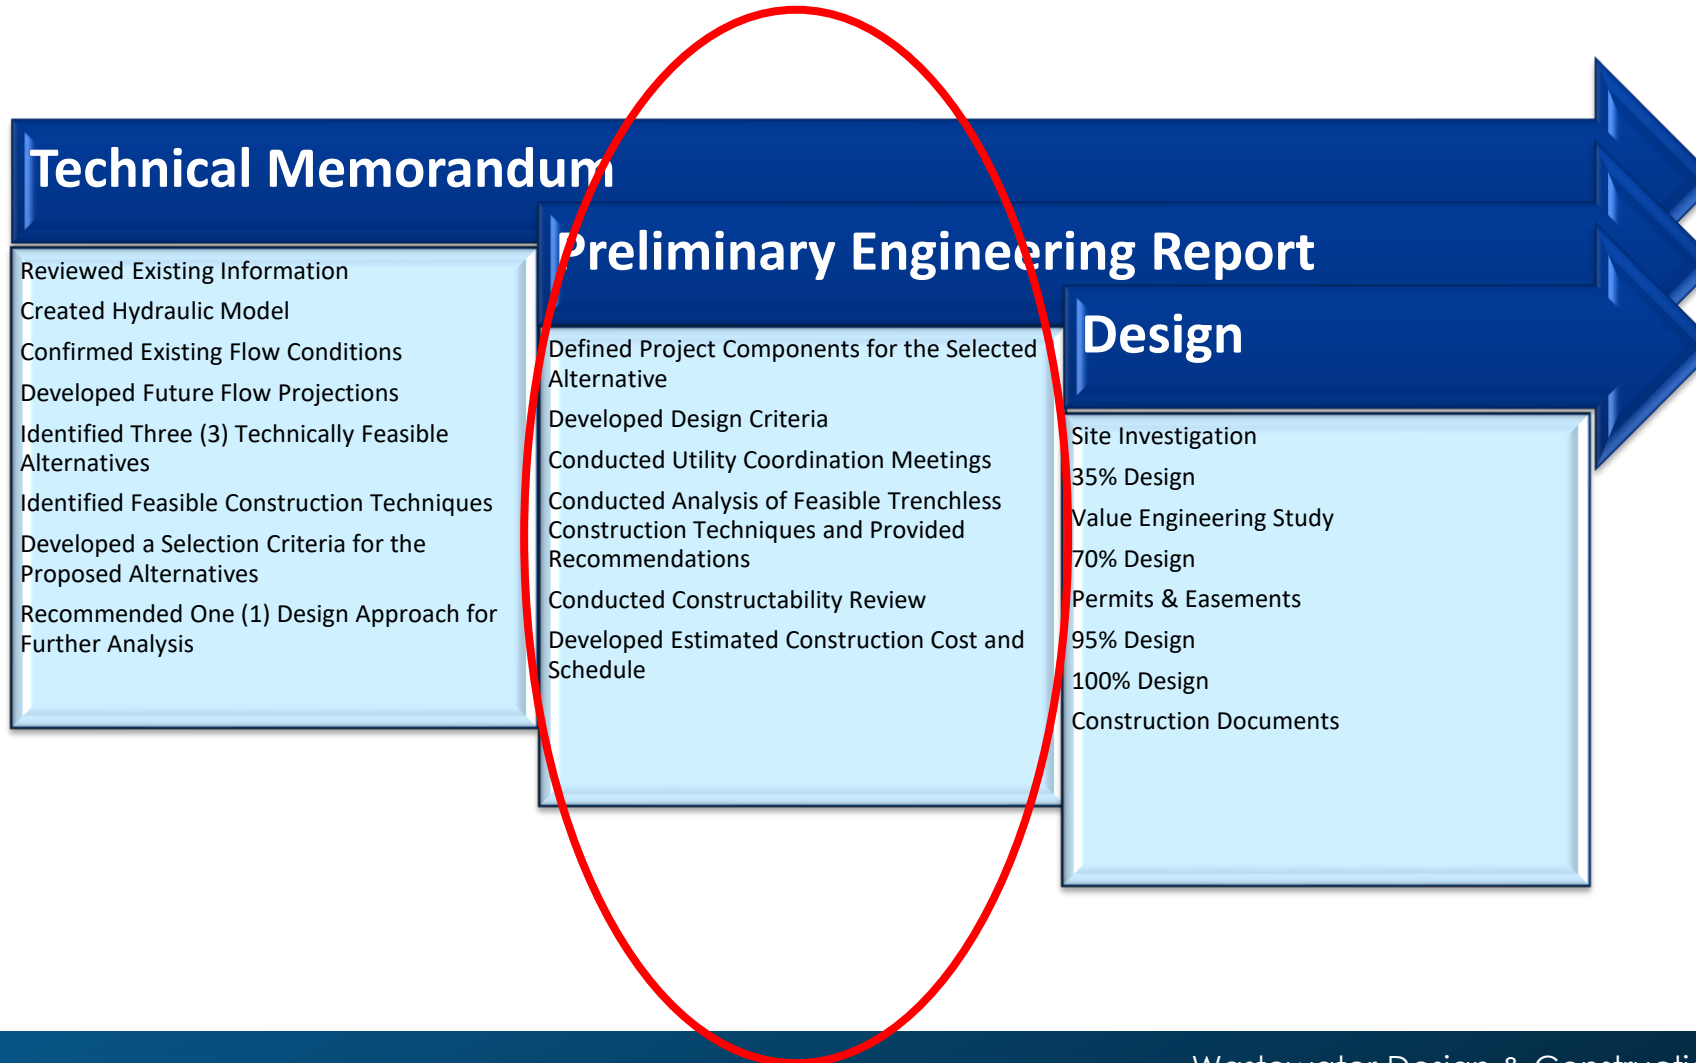 Technical Memorandum
Reviewed Existing Information
Created Hydraulic Model
Confirmed Existing Flow Conditions
Developed Future Flow Projections
Identified Three (3) Technically Feasible
Alternatives
Identified Feasible Construction Techniques
Developed a Selection Criteria for the
Proposed Alternatives
Recommended One (1) Design Approach for
Further Analysis
Preliminary Engineering Report
Defined Project Components for the Selected
Alternative
Developed Design Criteria
Conducted Utility Coordination Meetings
Conducted Analysis of Feasible Trenchless
Construction Techniques and Provided
Recommendations
Conducted Constructability Review
Developed Estimated Construction Cost and
Schedule
Design
Site Investigation
35% Design
Value Engineering Study
70% Design
Permits & Easements
95% Design
100% Design
Construction Documents
Wastewater Design & Constructi